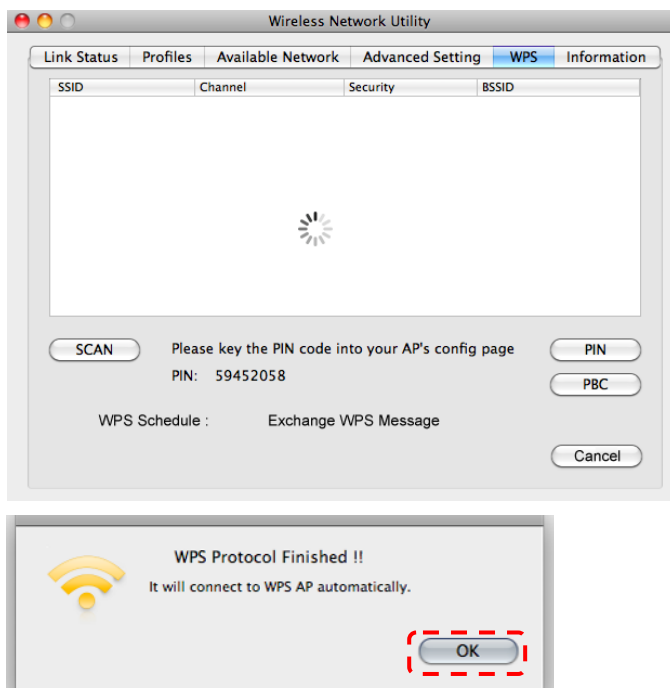 Wireless Network Utility
Link Status Profiles Available Network Advanced Setting WPS Information
SSID Channel Security BSSID
SCAN Please key the PIN code into your AP's config page PIN
PIN: 59452058
PBC
WPS Schedule : Exchange WPS Message
Cancel
WPS Protocol Finished !!
It will connect to WPS AP automatically.
OK